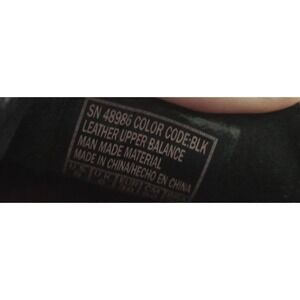 SN 48986 COLOR CODE:BLK
LEATHER UPPER BALANCE
MAN MADE MATERIAL
MADE IN CHINA/HECHO EN CHINA